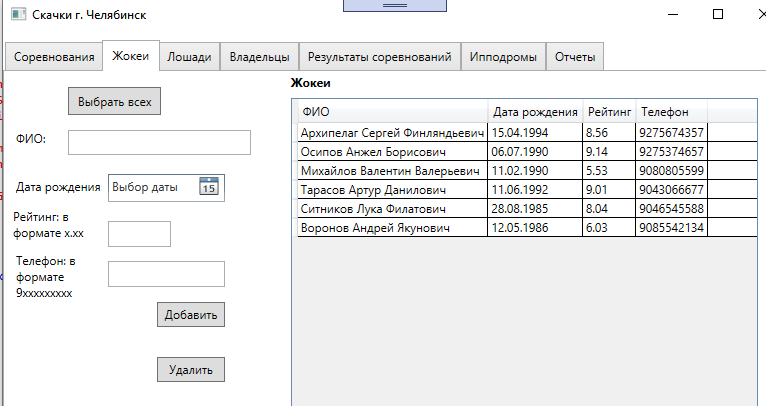 Скачки г. Челябинск
Соревнования Жокеи Лошади Владельцы Результаты соревнований Ипподромы Отчеты
Выбрать всех
ФИО:
Дата рождения Выбор даты 15
Рейтинг: в
формате x.xx
Телефон: в
формате
9xxxxxxxxx
Добавить
Удалить
Жокеи
ФИО Дата рождения Рейтинг Телефон
Архипелаг Сергей Финляндьевич 15.04.1994 8.56 9275674357
Осипов Анжел Борисович 06.07.1990 9.14 9275374657
Михайлов Валентин Валерьевич 11.02.1990 5.53 9080805599
Тарасов Артур Данилович 11.06.1992 9.01 9043066677
Ситников Лука Филатович 28.08.1985 8.04 9046545588
Воронов Андрей Якунович 12.05.1986 6.03 9085542134